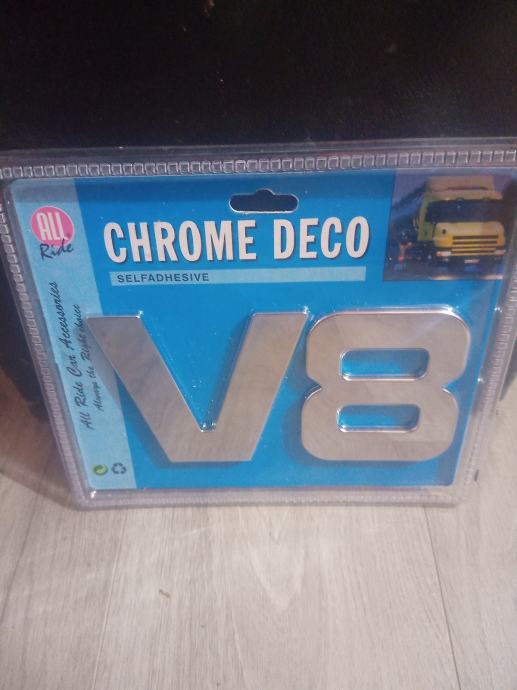 ALL
Ride
CHROME DECO
SELFADHESIVE
All Ride Car Accessories
Always the Right choice
V8